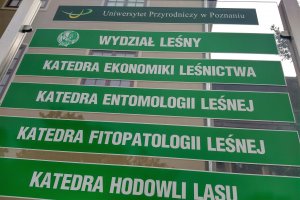 Uniwersytet Przyrodniczy w Poznaniu
WYDZIAŁ LEŚNY
KATEDRA EKONOMIKI LEŚNICTWA
KATEDRA ENTOMOLOGII LEŚNEJ
KATEDRA FITOPATOLOGII LEŚNEJ
KATEDRA HODOWLI LASU